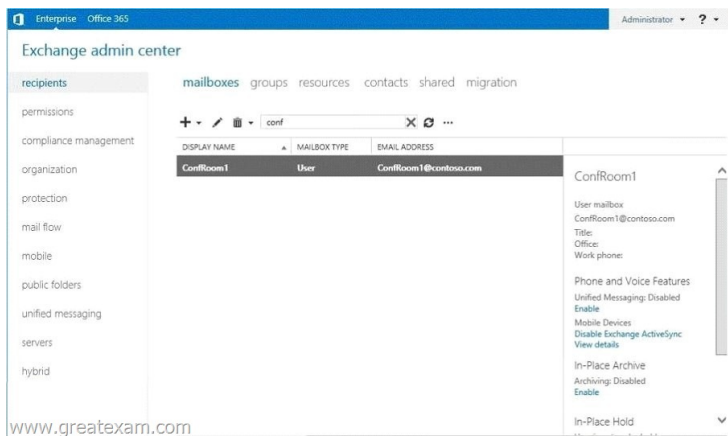 Enterprise Office 365
Administrator ?
Exchange admin center
recipients
permissions
compliance management
organization
protection
mail flow
mobile
public folders
unified messaging
servers
hybrid
mailboxes groups resources contacts shared migration
conf
DISPLAY NAME MAILBOX TYPE EMAIL ADDRESS
ConfRoom1 User ConfRoom1@contoso.com
ConfRoom1
User mailbox
ConfRoom1@contoso.com
Title:
Office:
Work phone:
Phone and Voice Features
Unified Messaging: Disabled
Enable
Mobile Devices
Disable Exchange ActiveSync
View details
In-Place Archive
Archiving: Disabled
Enable
In-Place Hold
www.greatexam.com